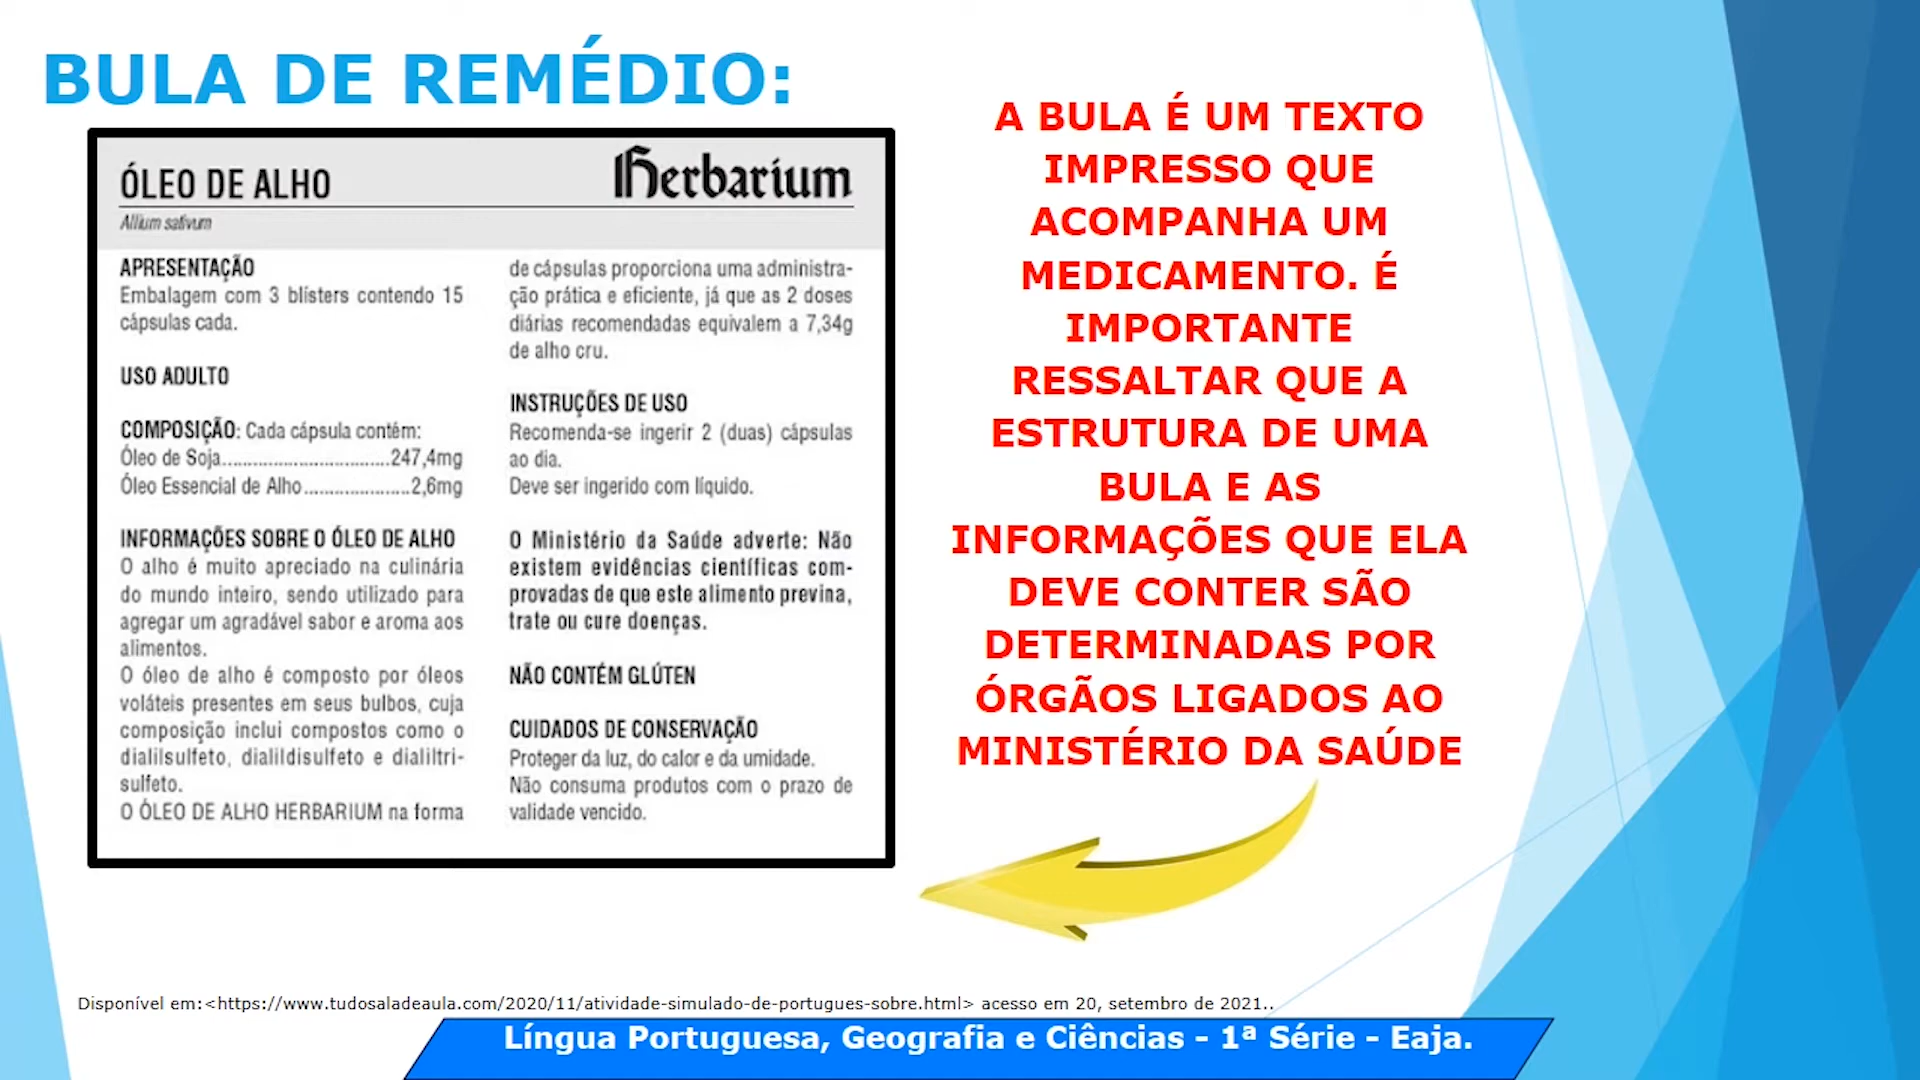 BULA DE REMÉDIO:
ÓLEO DE ALHO
Herbarium
Allium sativum
APRESENTAÇÃO
Embalagem com 3 blísters contendo 15
cápsulas cada.
USO ADULTO
COMPOSIÇÃO: Cada cápsula contém:
Óleo de Soja..................................247,4mg
Óleo Essencial de Alho......................2,6mg
INFORMAÇÕES SOBRE O ÓLEO DE ALHO
O alho é muito apreciado na culinária
do mundo inteiro, sendo utilizado para
agregar um agradável sabor e aroma aos
alimentos.
O óleo de alho é composto por óleos
voláteis presentes em seus bulbos, cuja
composição inclui compostos como o
dialilsulfeto, dialildisulfeto e dialiltri-
sulfeto.
O ÓLEO DE ALHO HERBARIUM na forma
de cápsulas proporciona uma administra-
ção prática e eficiente, já que as 2 doses
diárias recomendadas equivalem a 7,34g
de alho cru.
INSTRUÇÕES DE USO
Recomenda-se ingerir 2 (duas) cápsulas
ao dia.
Deve ser ingerido com líquido.
O Ministério da Saúde adverte: Não
existem evidências científicas com-
provadas de que este alimento previna,
trate ou cure doenças.
NÃO CONTÉM GLÚTEN
CUIDADOS DE CONSERVAÇÃO
Proteger da luz, do calor e da umidade.
Não consuma produtos com o prazo de
validade vencido.
A BULA É UM TEXTO
IMPRESSO QUE
ACOMPANHA UM
MEDICAMENTO. É
IMPORTANTE
RESSALTAR QUE A
ESTRUTURA DE UMA
BULA E AS
INFORMAÇÕES QUE ELA
DEVE CONTER SÃO
DETERMINADAS POR
ÓRGÃOS LIGADOS AO
MINISTÉRIO DA SAÚDE
Disponível em:<https://www.tudosaladeaula.com/2020/11/atividade-simulado-de-portugues-sobre.html> acesso em 20, setembro de 2021..
Língua Portuguesa, Geografia e Ciências - 1ª Série - Eaja.